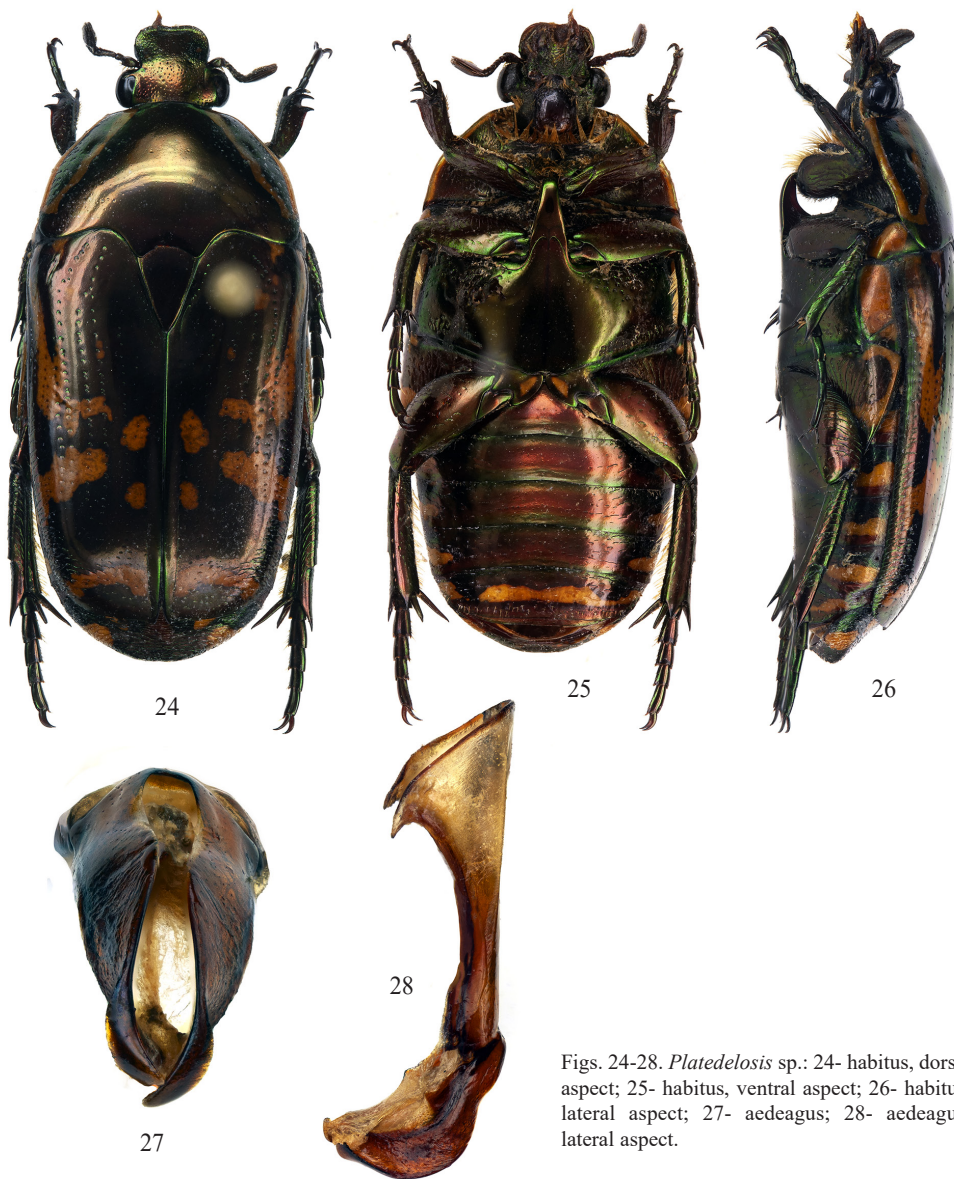 24
25
26
27
28
Figs. 24-28. Platedelosis sp.: 24- habitus, dors
aspect; 25- habitus, ventral aspect; 26- habitu
lateral aspect; 27- aedeagus; 28- aedeagu
lateral aspect.